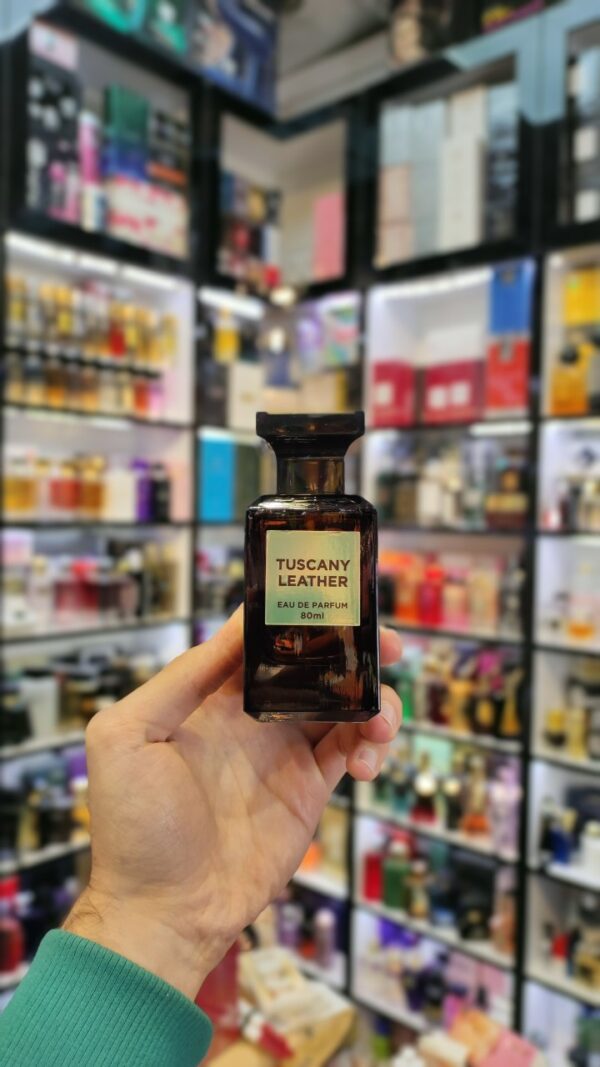 TUSCANY
LEATHER
EAU DE PARFUM
80ml